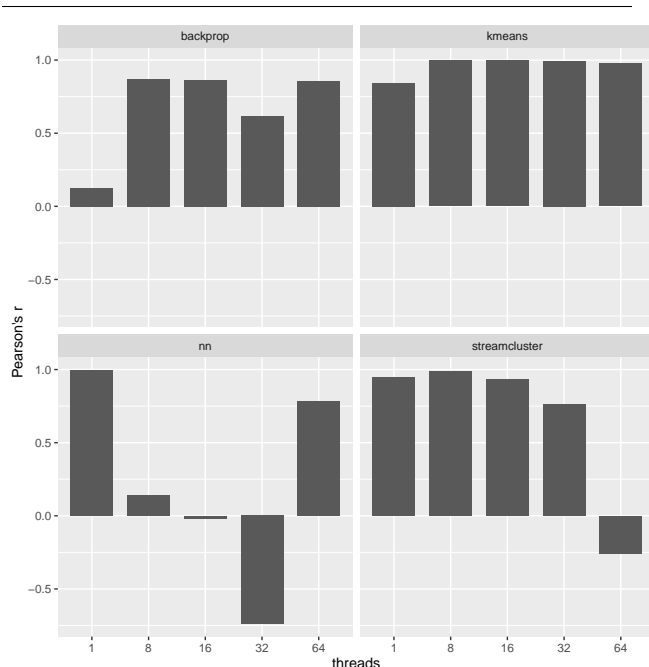 backprop
kmeans
1.0
0.5
0.0
−0.5
nn
streamcluster
1.0
0.5
0.0
−0.5
1 8 16 32 64
1 8 16 32 64
threads
Pearson's r